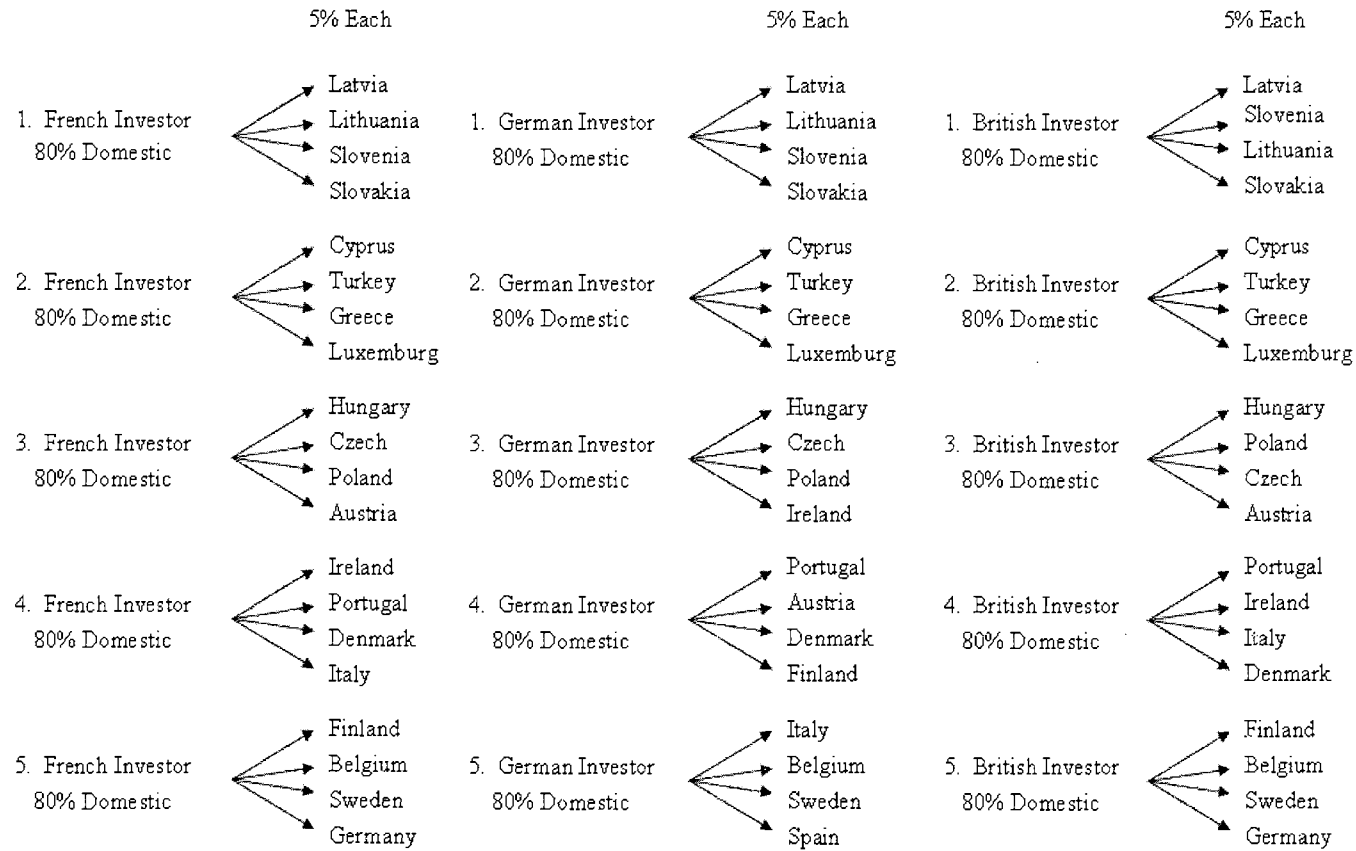 5% Each
5% Each
5% Each
1. French Investor
80% Domestic
Latvia
Lithuania
Slovenia
Slovakia
1. German Investor
80% Domestic
Latvia
Lithuania
Slovenia
Slovakia
1. British Investor
80% Domestic
Latvia
Slovenia
Lithuania
Slovakia
2. French Investor
80% Domestic
Cyprus
Turkey
Greece
Luxemburg
2. German Investor
80% Domestic
Cyprus
Turkey
Greece
Luxemburg
2. British Investor
80% Domestic
Cyprus
Turkey
Greece
Luxemburg
3. French Investor
80% Domestic
Hungary
Czech
Poland
Austria
3. German Investor
80% Domestic
Hungary
Czech
Poland
Ireland
3. British Investor
80% Domestic
Hungary
Poland
Czech
Austria
4. French Investor
80% Domestic
Ireland
Portugal
Denmark
Italy
4. German Investor
80% Domestic
Portugal
Austria
Denmark
Finland
4. British Investor
80% Domestic
Portugal
Ireland
Italy
Denmark
5. French Investor
80% Domestic
Finland
Belgium
Sweden
Germany
5. German Investor
80% Domestic
Italy
Belgium
Sweden
Spain
5. British Investor
80% Domestic
Finland
Belgium
Sweden
Germany